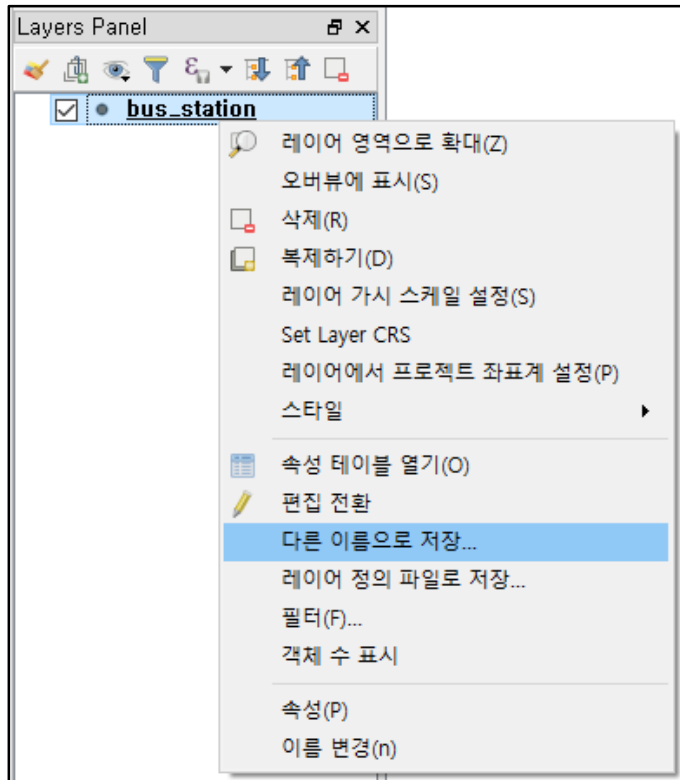 Layers Panel
bus_station
레이어 영역으로 확대(Z)
오버뷰에 표시(S)
삭제(R)
복제하기(D)
레이어 가시 스케일 설정(S)
Set Layer CRS
레이어에서 프로젝트 좌표계 설정(P)
스타일
속성 테이블 열기(O)
편집 전환
다른 이름으로 저장...
레이어 정의 파일로 저장...
필터(F)...
객체 수 표시
속성(P)
이름 변경(n)